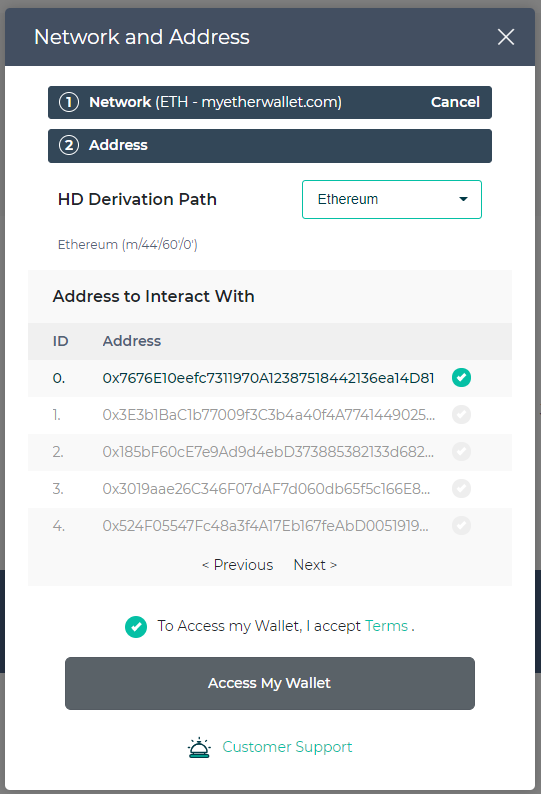 Network and Address
1 Network (ETH - myetherwallet.com) Cancel
2 Address
HD Derivation Path Ethereum
Ethereum (m/44'/60'/0')
Address to Interact With
ID Address
0. 0x7676E10eefc7311970A12387518442136ea14D81
1. 0x3E3b1BaC1b77009f3C3b4a40f4A7741449025...
2. 0x185bF60cE7e9Ad9d4ebD373885382133d682...
3. 0x3019aae26C346F07dAF7d060db65f5c166E8...
4. 0x524F05547Fc48a3f4A17Eb167feAbD0051919...
< Previous Next >
To Access my Wallet, I accept Terms .
Access My Wallet
Customer Support